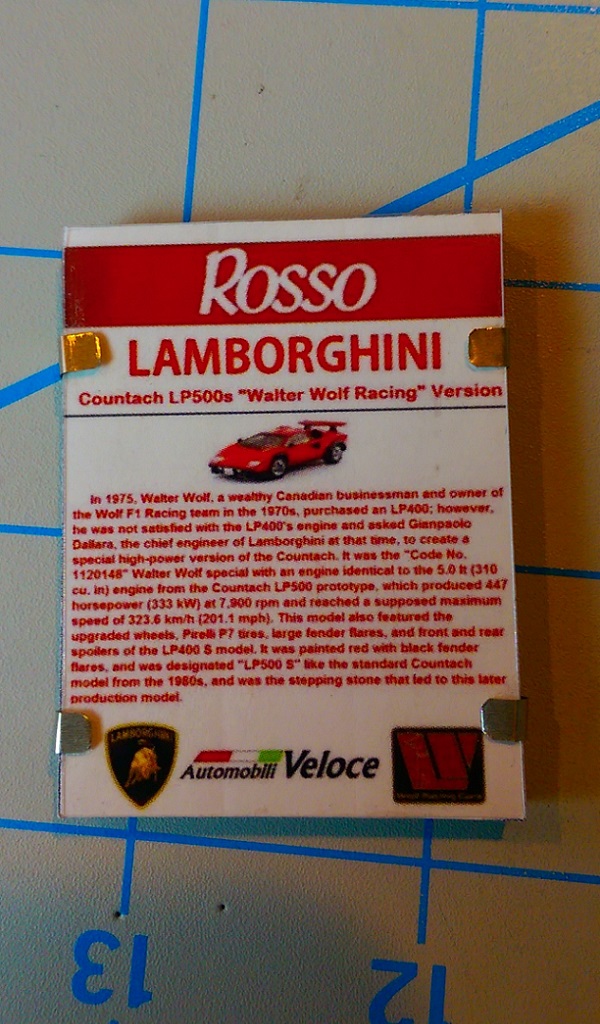 Rosso
LAMBORGHINI
Countach LP500s "Walter Wolf Racing" Version
In 1975, Walter Wolf, a wealthy Canadian businessman and owner of
the Wolf F1 Racing team in the 1970s, purchased an LP400; however,
he was not satisfied with the LP400's engine and asked Gianpaolo
Dallara, the chief engineer of Lamborghini at that time, to create a
special high-power version of the Countach. It was the "Code No.
1120148" Walter Wolf special with an engine identical to the 5.0 lt (310
cu. in) engine from the Countach LP500 prototype, which produced 447
horsepower (333 kW) at 7,900 rpm and reached a supposed maximum
speed of 323.6 km/h (201.1 mph). This model also featured the
upgraded wheels, Pirelli P7 tires, large fender flares, and front and rear
spoilers of the LP400 S model. It was painted red with black fender
flares, and was designated "LP500 S" like the standard Countach
model from the 1980s, and was the stepping stone that led to this later
production model.
LAMBORGHINI
Automobili Veloce
13
12